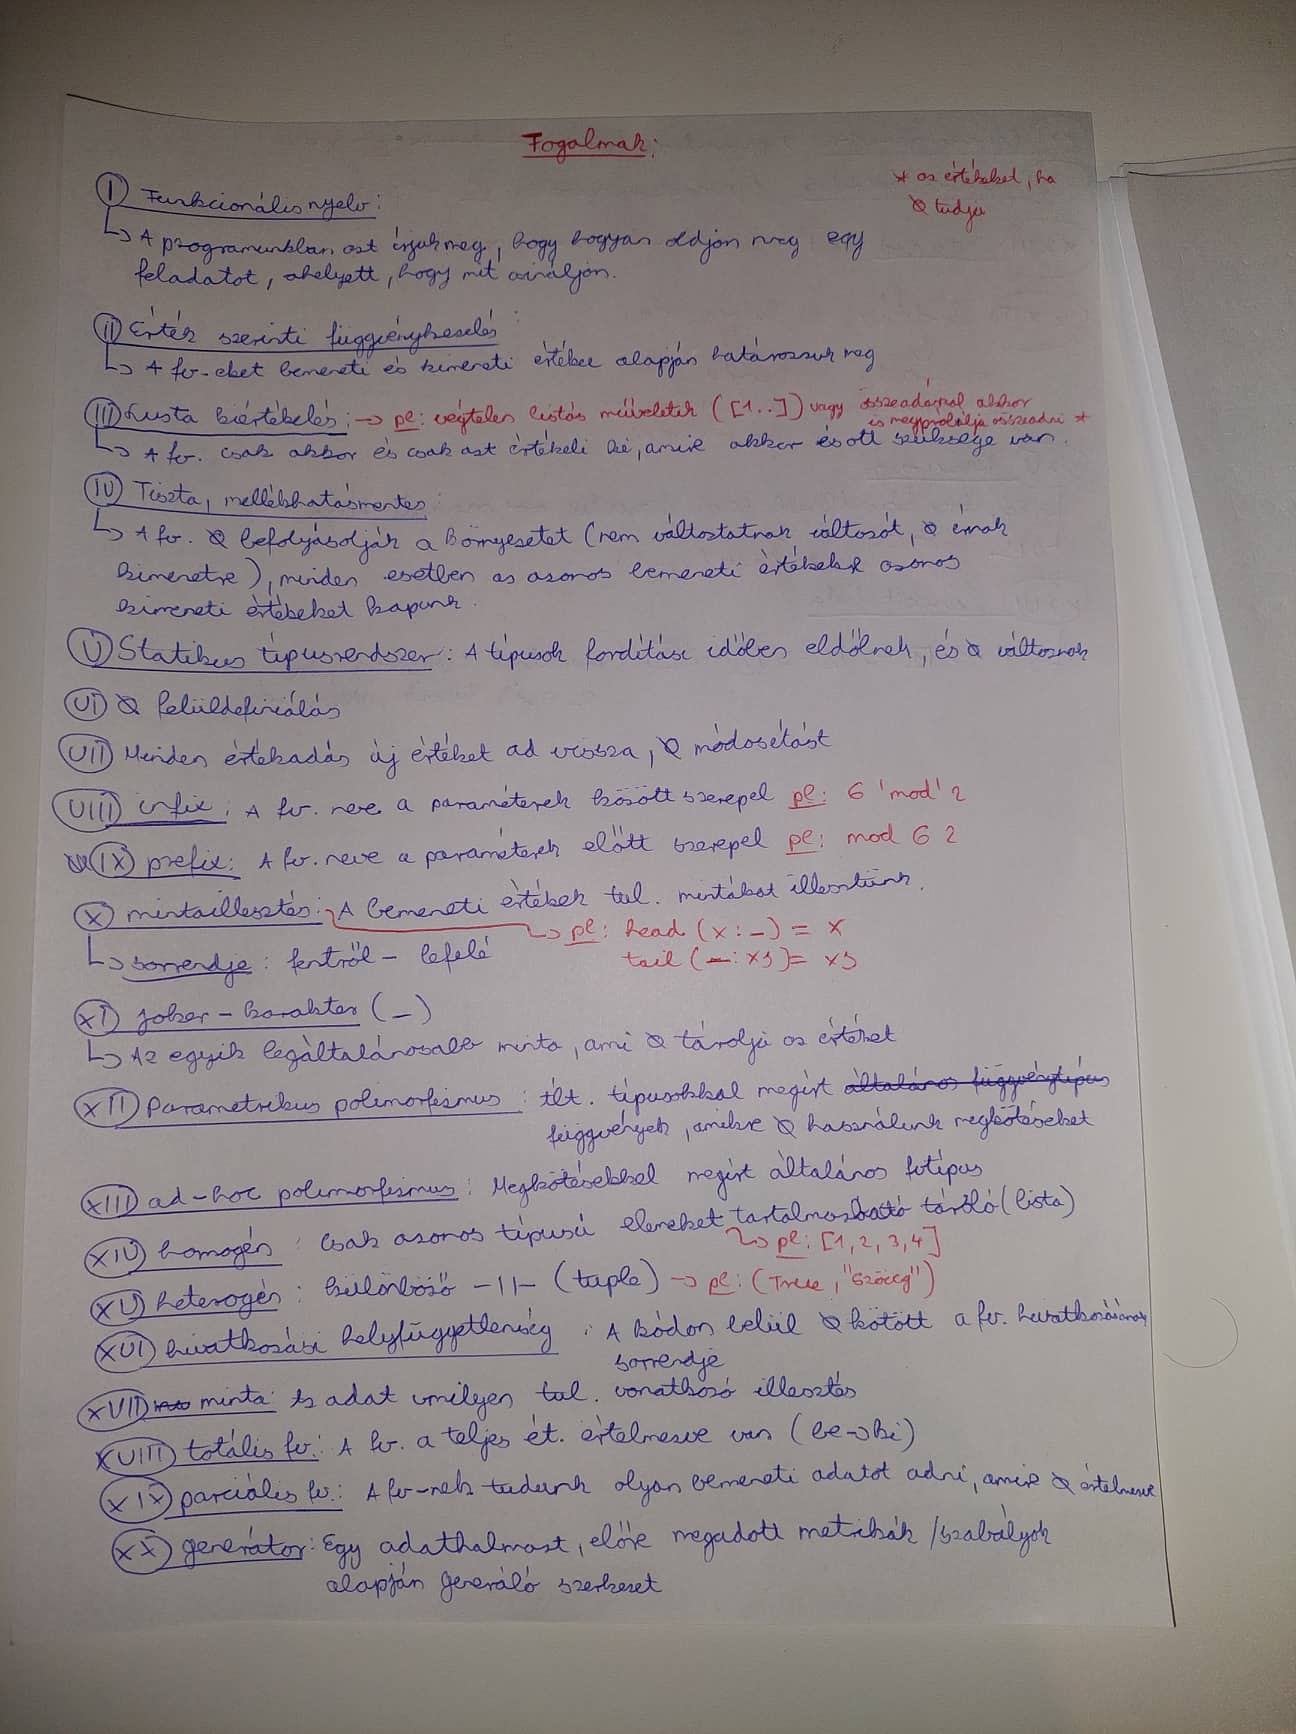 Fogalmak:
* az értékeket, ha
Ø tudja
I Funkcionális nyelv:
↳ A programunkban azt írjuk meg, hogy hogyan oldjon meg egy
feladatot, ahelyett, hogy mit csináljon.
II Érték szerinti függvénykezelés
↳ A fv-eket bemeneti és kimeneti értékei alapján határozzuk meg
III Lusta kiértékelés: → pl: végtelen listás műveletek ([1..]) vagy összeadásnál akkor
is megpróbálja összeadni *
↳ A fv. csak akkor és csak azt értékeli ki, amire akkor és ott szüksége van.
IV Tiszta, mellékhatásmentes:
↳ A fv. Ø befolyásolják a környezetet (nem változtatnak változót, Ø írnak
kimenetre), minden esetben az azonos bemeneti értékekre azonos
kimeneti értékeket kapunk.
V Statikus típusrendszer: A típusok fordítási időben eldőlnek, és Ø változnak
VI Ø felüldefiniálás
VII Minden értékadás új értéket ad vissza, Ø módosítást
VIII infix: A fv. neve a paraméterek között szerepel pl: 6 'mod' 2
IX prefix: A fv. neve a paraméterek előtt szerepel pl: mod 6 2
X mintaillesztés: A bemeneti értékek tul. mintákat illesztünk.
→ pl: head (x:_) = x
↳ sorrendje: fentről - lefelé
tail (_:xs) = xs
XI joker-karakter (_)
↳ Az egyik legáltalánosabb minta, ami Ø tárolja az értéket
XII Parametrikus polimorfizmus: ált. típusokkal megírt általános függvénytípus
függvények, amikre Ø használunk megkötéseket
XIII ad-hoc polimorfizmus: Megkötésekkel megírt általános fv típus
XIV homogén: Csak azonos típusú elemeket tartalmazható tároló (lista)
↳ pl: [1,2,3,4]
XV heterogén: különböző -||- (tuple) → pl: (True, "Szöveg")
XVI hivatkozási helyfüggetlenség: A kódon belül Ø kötött a fv. hivatkozásának
sorrendje
XVII minta: Az adat vmilyen tul. vonatkozó illesztés
XVIII totális fv.: A fv. a teljes ét. értelmezve van (be→ki)
XIX parciális fv.: A fv-nek tudunk olyan bemeneti adatot adni, amire Ø értelmezve
XX generátor: Egy adathalmazt, előre megadott metrikák/szabályok
alapján generáló szerkezet